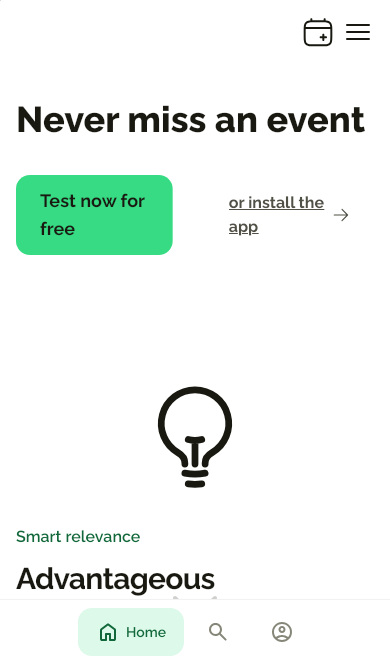 Never miss an event
Test now for
free
or install the
app
Smart relevance
Advantageous
Home